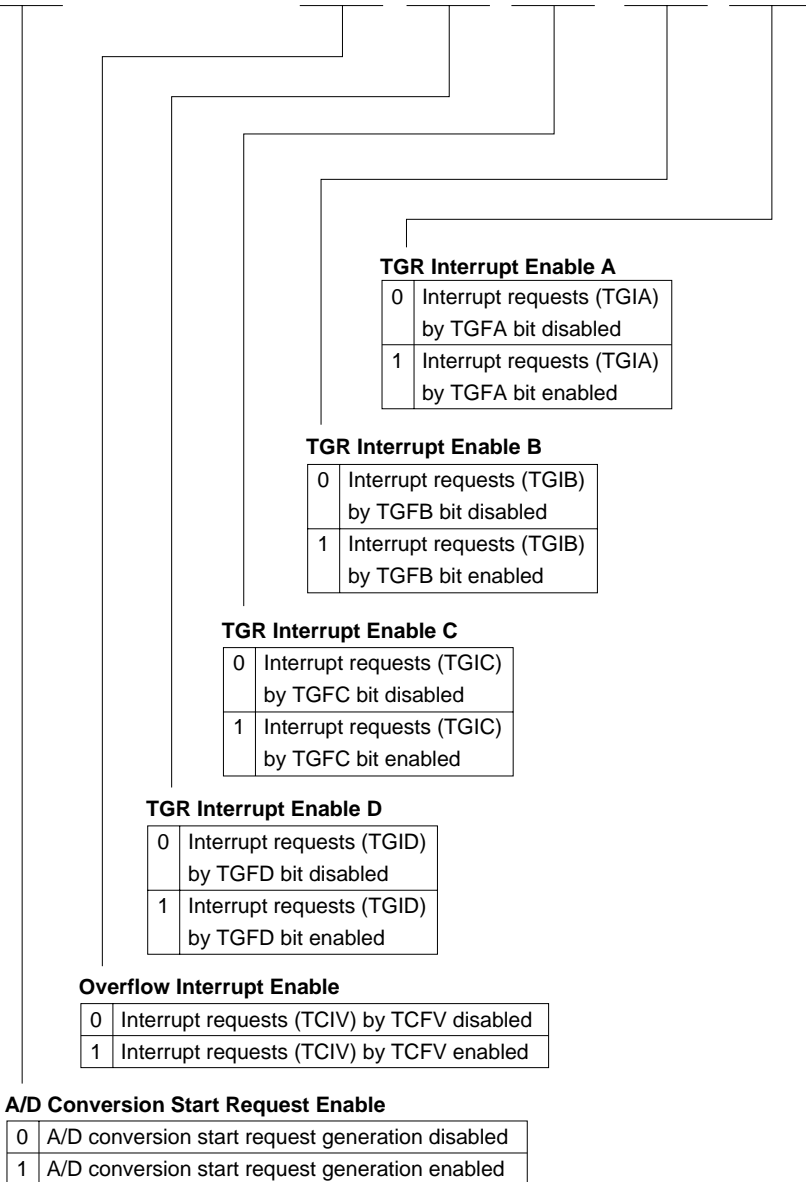 TGR Interrupt Enable A
0 Interrupt requests (TGIA)
by TGFA bit disabled
1 Interrupt requests (TGIA)
by TGFA bit enabled
TGR Interrupt Enable B
0 Interrupt requests (TGIB)
by TGFB bit disabled
1 Interrupt requests (TGIB)
by TGFB bit enabled
TGR Interrupt Enable C
0 Interrupt requests (TGIC)
by TGFC bit disabled
1 Interrupt requests (TGIC)
by TGFC bit enabled
TGR Interrupt Enable D
0 Interrupt requests (TGID)
by TGFD bit disabled
1 Interrupt requests (TGID)
by TGFD bit enabled
Overflow Interrupt Enable
0 Interrupt requests (TCIV) by TCFV disabled
1 Interrupt requests (TCIV) by TCFV enabled
A/D Conversion Start Request Enable
0 A/D conversion start request generation disabled
1 A/D conversion start request generation enabled